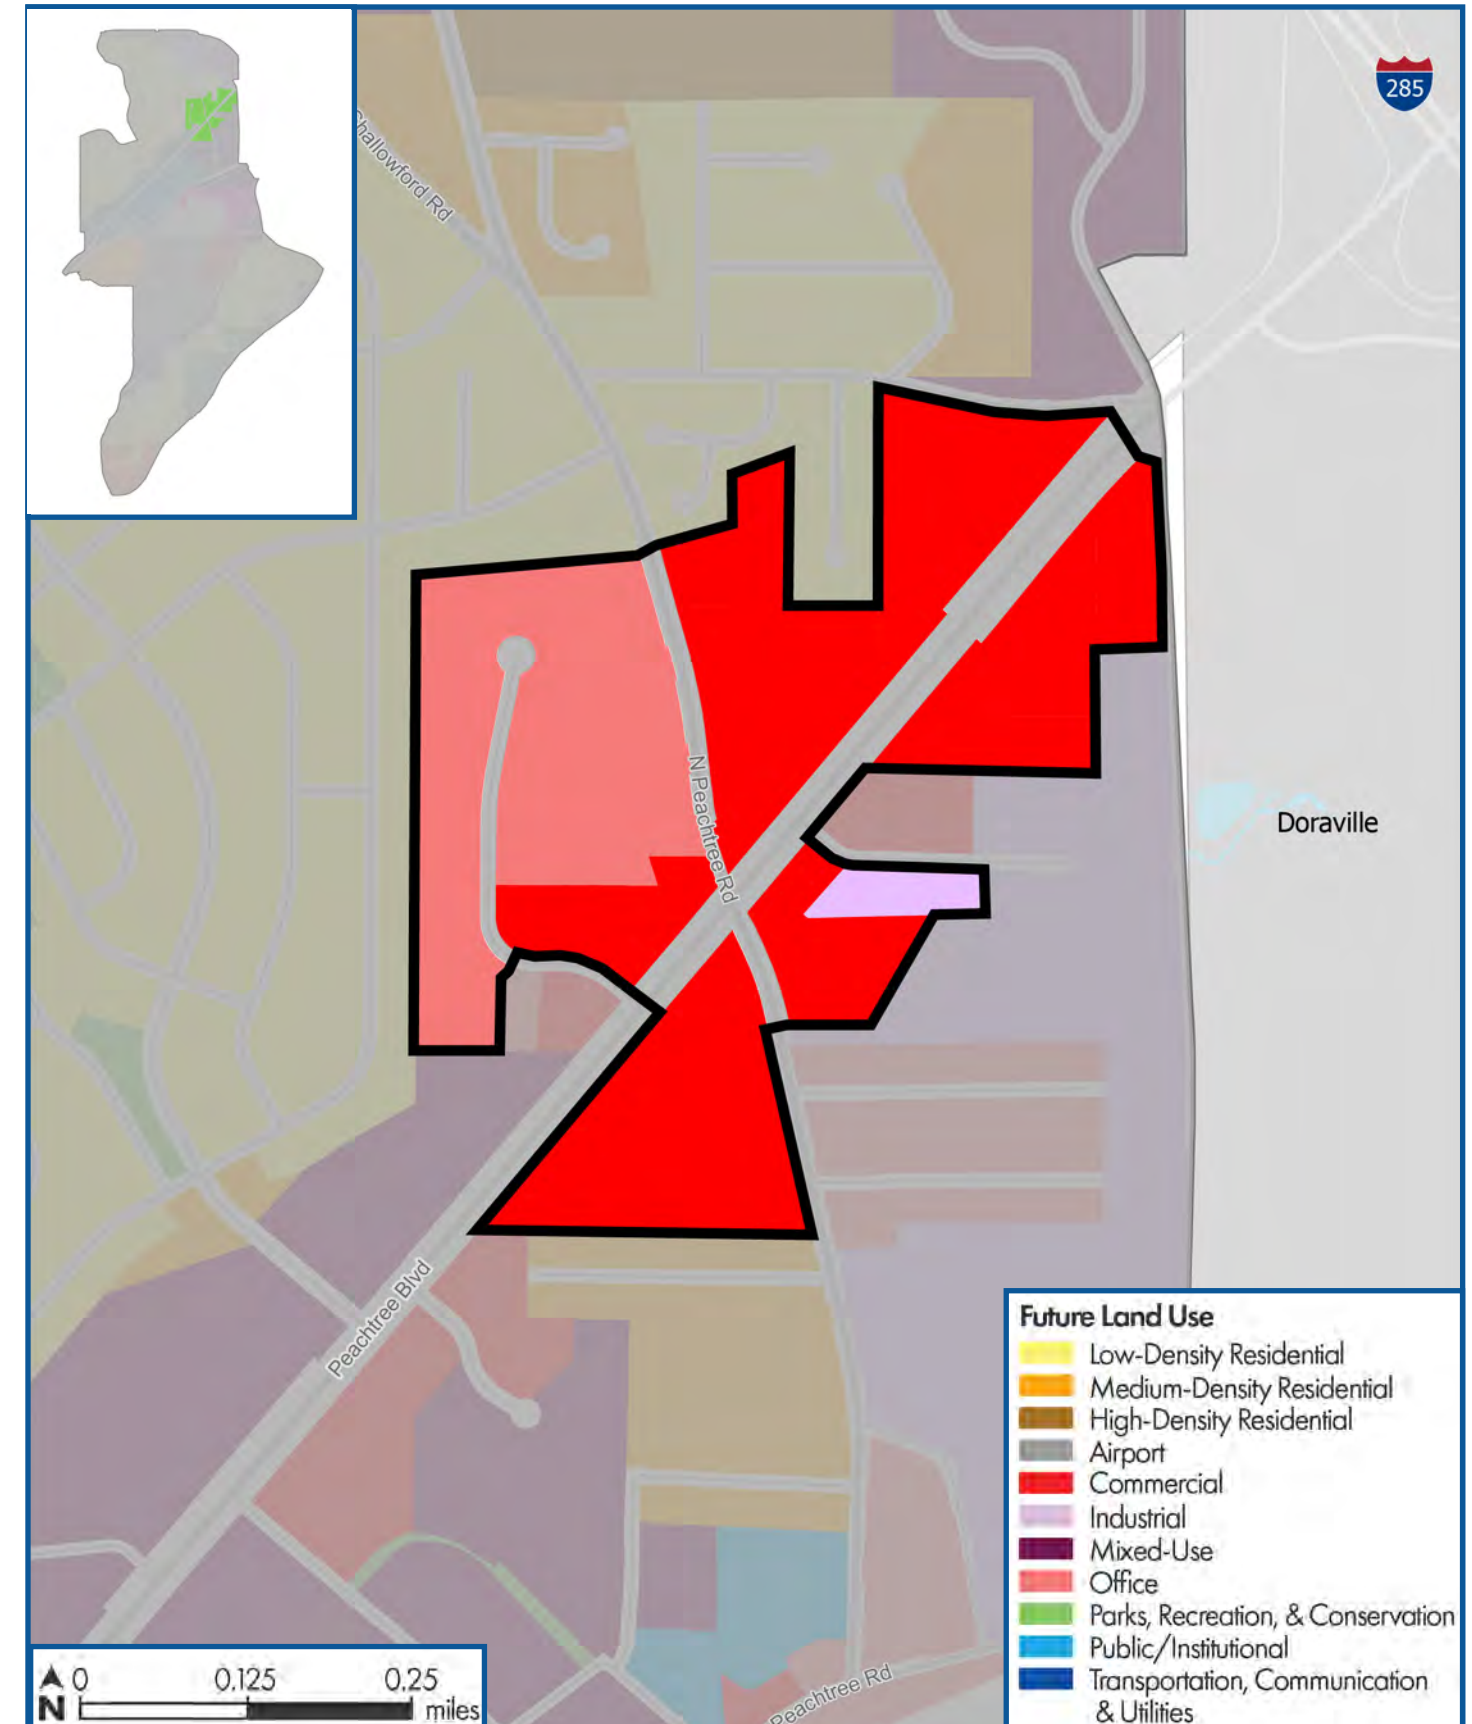 285
Shallowford Rd
N Peachtree Rd
Doraville
Peachtree Blvd
Peachtree Rd
Future Land Use
Low-Density Residential
Medium-Density Residential
High-Density Residential
Airport
Commercial
Industrial
Mixed-Use
Office
Parks, Recreation, & Conservation
Public/Institutional
Transportation, Communication
& Utilities
0 0.125 0.25
N miles